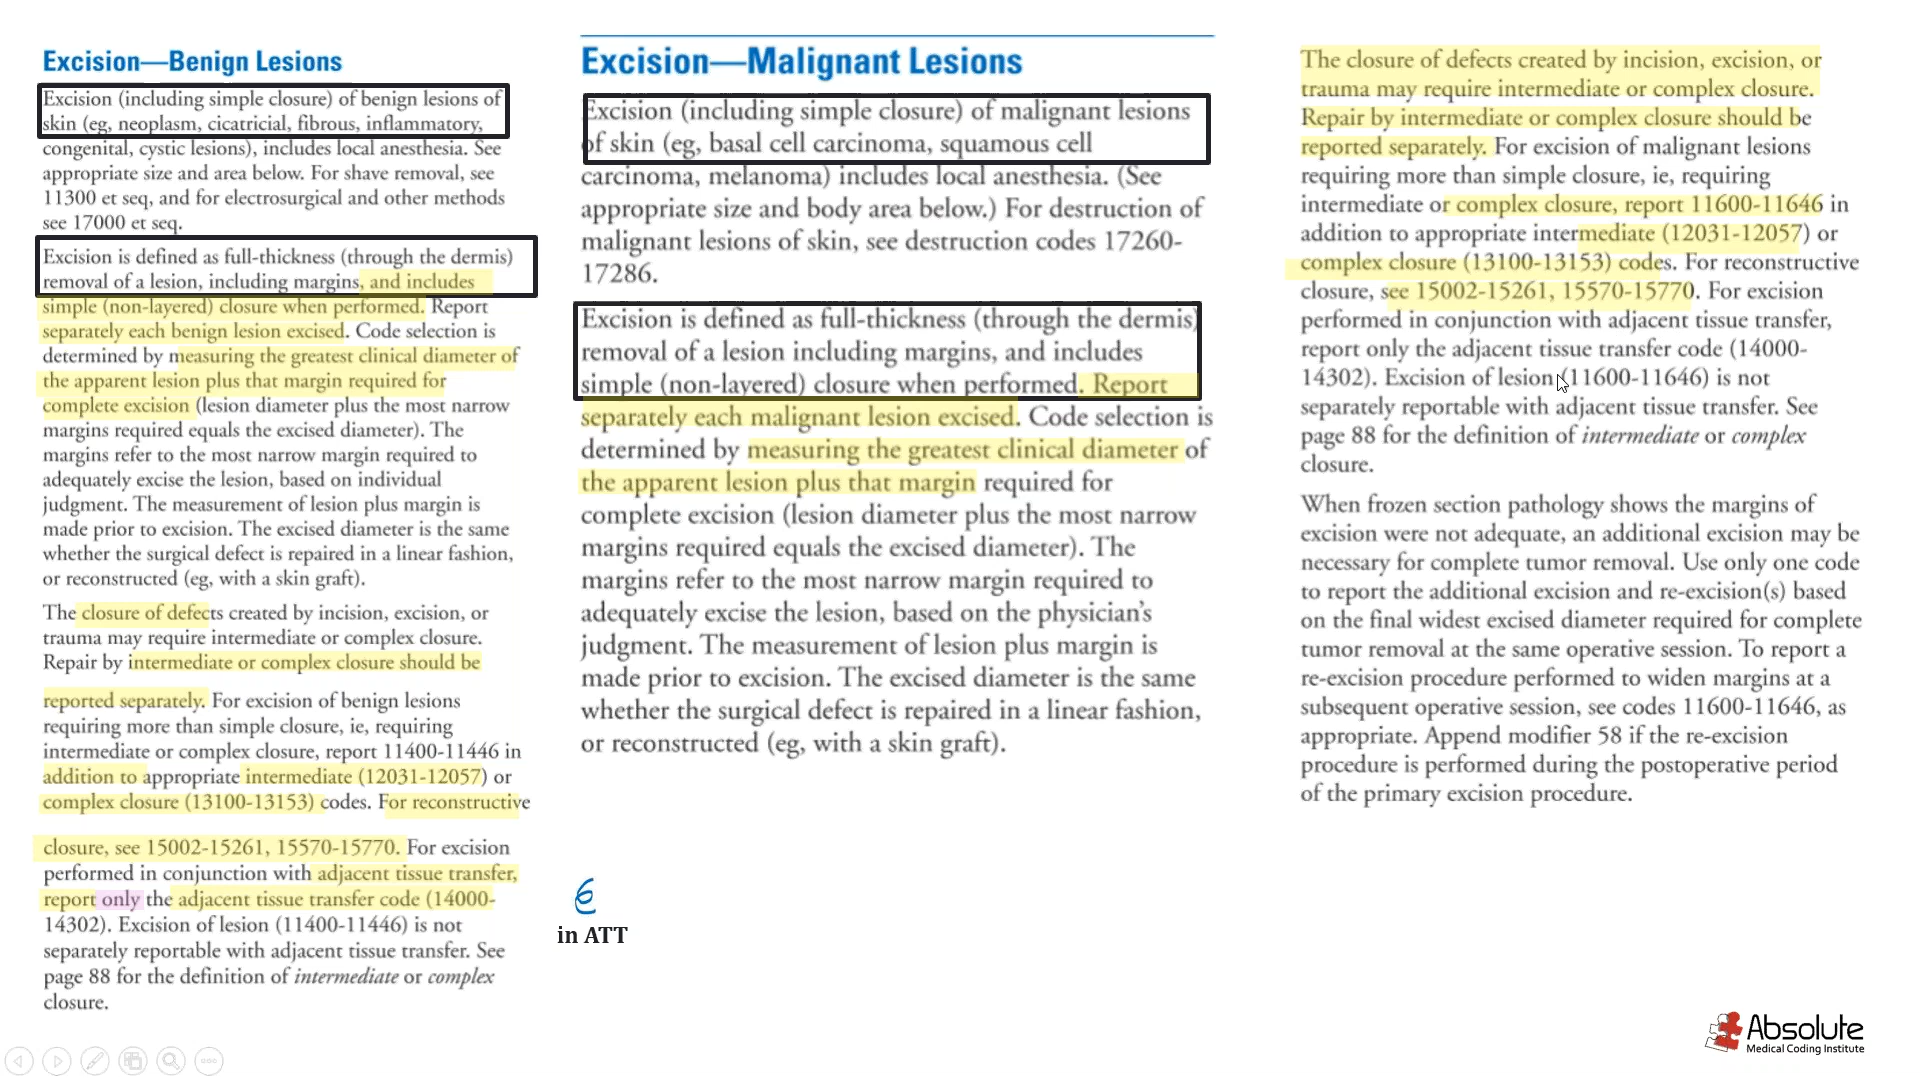 Excision—Benign Lesions
Excision (including simple closure) of benign lesions of
skin (eg, neoplasm, cicatricial, fibrous, inflammatory,
congenital, cystic lesions), includes local anesthesia. See
appropriate size and area below. For shave removal, see
11300 et seq, and for electrosurgical and other methods
see 17000 et seq.
Excision is defined as full-thickness (through the dermis)
removal of a lesion, including margins, and includes
simple (non-layered) closure when performed. Report
separately each benign lesion excised. Code selection is
determined by measuring the greatest clinical diameter of
the apparent lesion plus that margin required for
complete excision (lesion diameter plus the most narrow
margins required equals the excised diameter). The
margins refer to the most narrow margin required to
adequately excise the lesion, based on individual
judgment. The measurement of lesion plus margin is
made prior to excision. The excised diameter is the same
whether the surgical defect is repaired in a linear fashion,
or reconstructed (eg, with a skin graft).
The closure of defects created by incision, excision, or
trauma may require intermediate or complex closure.
Repair by intermediate or complex closure should be
reported separately. For excision of benign lesions
requiring more than simple closure, ie, requiring
intermediate or complex closure, report 11400-11446 in
addition to appropriate intermediate (12031-12057) or
complex closure (13100-13153) codes. For reconstructive
closure, see 15002-15261, 15570-15770. For excision
performed in conjunction with adjacent tissue transfer,
report only the adjacent tissue transfer code (14000-
14302). Excision of lesion (11400-11446) is not
separately reportable with adjacent tissue transfer. See
page 88 for the definition of intermediate or complex
closure.
Excision—Malignant Lesions
Excision (including simple closure) of malignant lesions
of skin (eg, basal cell carcinoma, squamous cell
carcinoma, melanoma) includes local anesthesia. (See
appropriate size and body area below.) For destruction of
malignant lesions of skin, see destruction codes 17260-
17286.
Excision is defined as full-thickness (through the dermis)
removal of a lesion including margins, and includes
simple (non-layered) closure when performed. Report
separately each malignant lesion excised. Code selection is
determined by measuring the greatest clinical diameter of
the apparent lesion plus that margin required for
complete excision (lesion diameter plus the most narrow
margins required equals the excised diameter). The
margins refer to the most narrow margin required to
adequately excise the lesion, based on the physician's
judgment. The measurement of lesion plus margin is
made prior to excision. The excised diameter is the same
whether the surgical defect is repaired in a linear fashion,
or reconstructed (eg, with a skin graft).
in ATT
The closure of defects created by incision, excision, or
trauma may require intermediate or complex closure.
Repair by intermediate or complex closure should be
reported separately. For excision of malignant lesions
requiring more than simple closure, ie, requiring
intermediate or complex closure, report 11600-11646 in
addition to appropriate intermediate (12031-12057) or
complex closure (13100-13153) codes. For reconstructive
closure, see 15002-15261, 15570-15770. For excision
performed in conjunction with adjacent tissue transfer,
report only the adjacent tissue transfer code (14000-
14302). Excision of lesion (11600-11646) is not
separately reportable with adjacent tissue transfer. See
page 88 for the definition of intermediate or complex
closure.
When frozen section pathology shows the margins of
excision were not adequate, an additional excision may be
necessary for complete tumor removal. Use only one code
to report the additional excision and re-excision(s) based
on the final widest excised diameter required for complete
tumor removal at the same operative session. To report a
re-excision procedure performed to widen margins at a
subsequent operative session, see codes 11600-11646, as
appropriate. Append modifier 58 if the re-excision
procedure is performed during the postoperative period
of the primary excision procedure.
Absolute
Medical Coding Institute